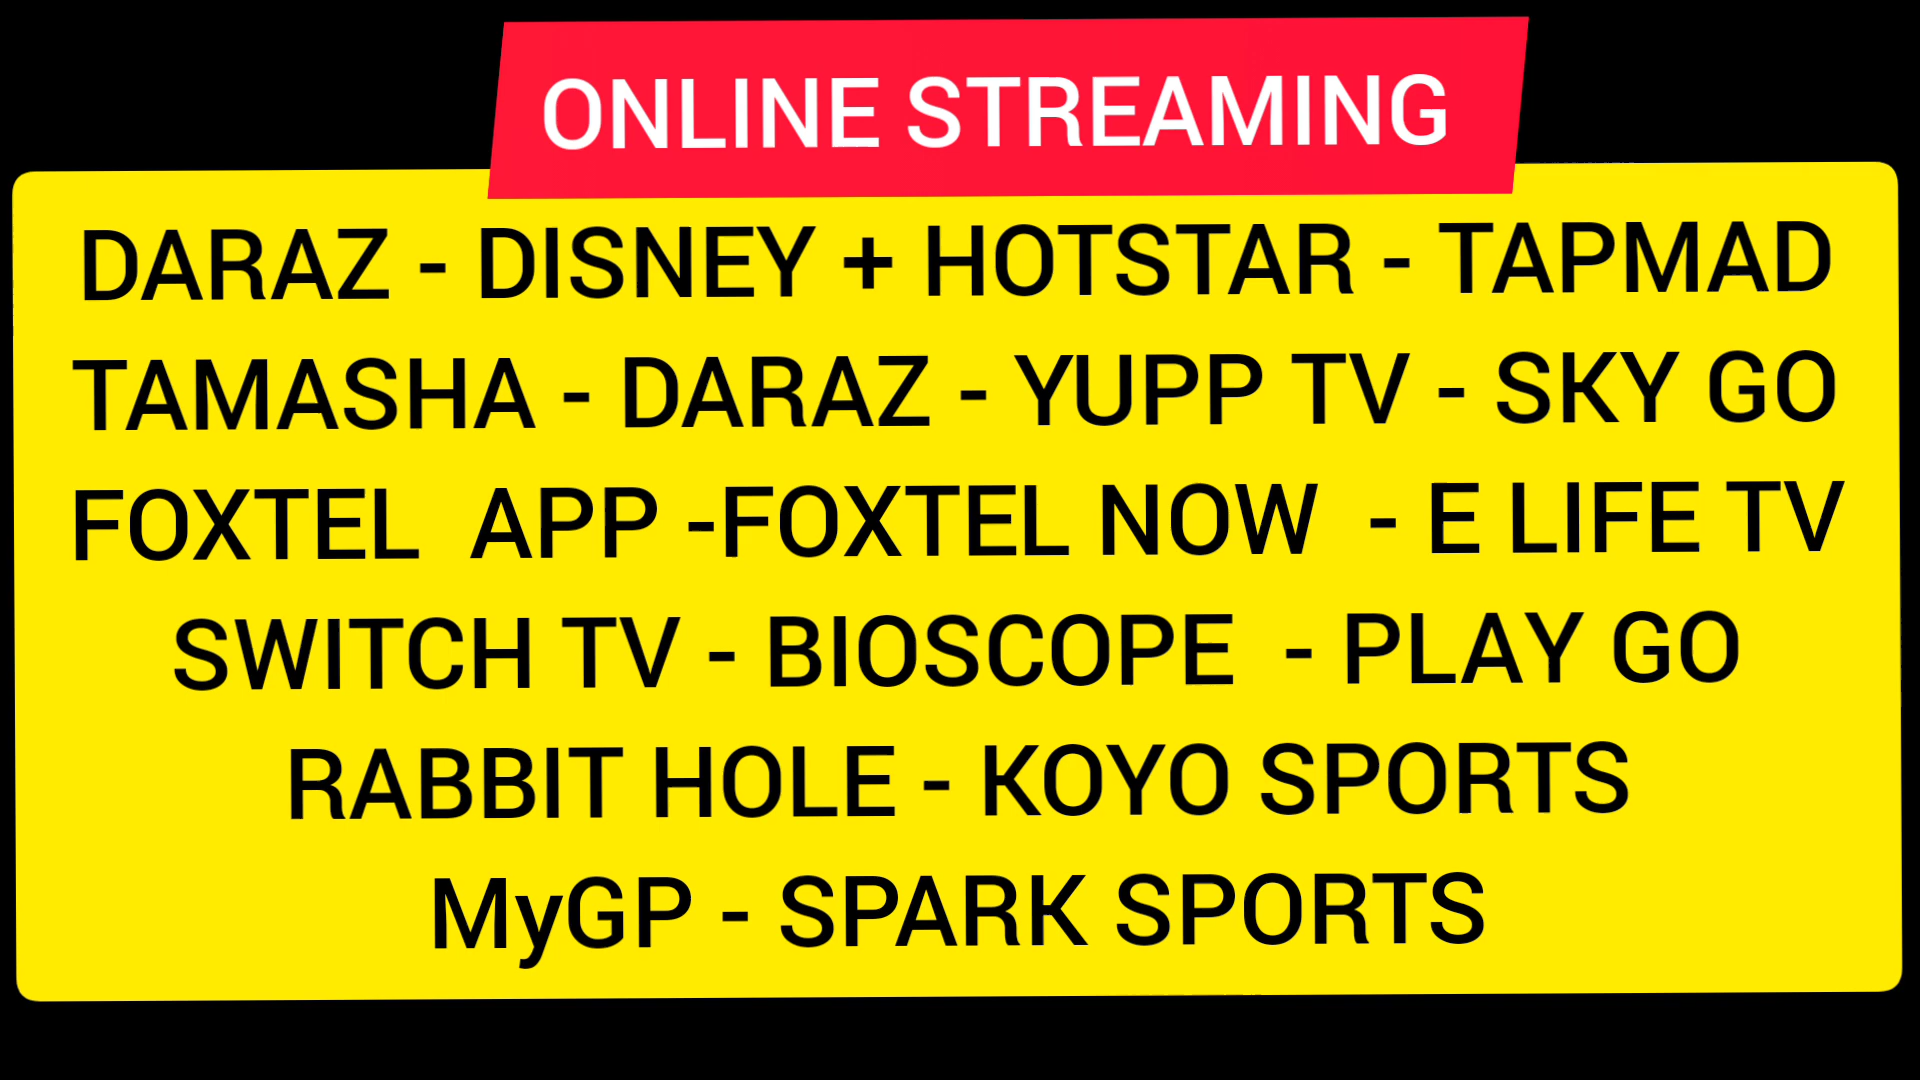 ONLINE STREAMING
DARAZ - DISNEY + HOTSTAR - TAPMAD
TAMASHA - DARAZ - YUPP TV - SKY GO
FOXTEL  APP -FOXTEL NOW  - E LIFE TV
SWITCH TV - BIOSCOPE  - PLAY GO
RABBIT HOLE - KOYO SPORTS
MyGP - SPARK SPORTS